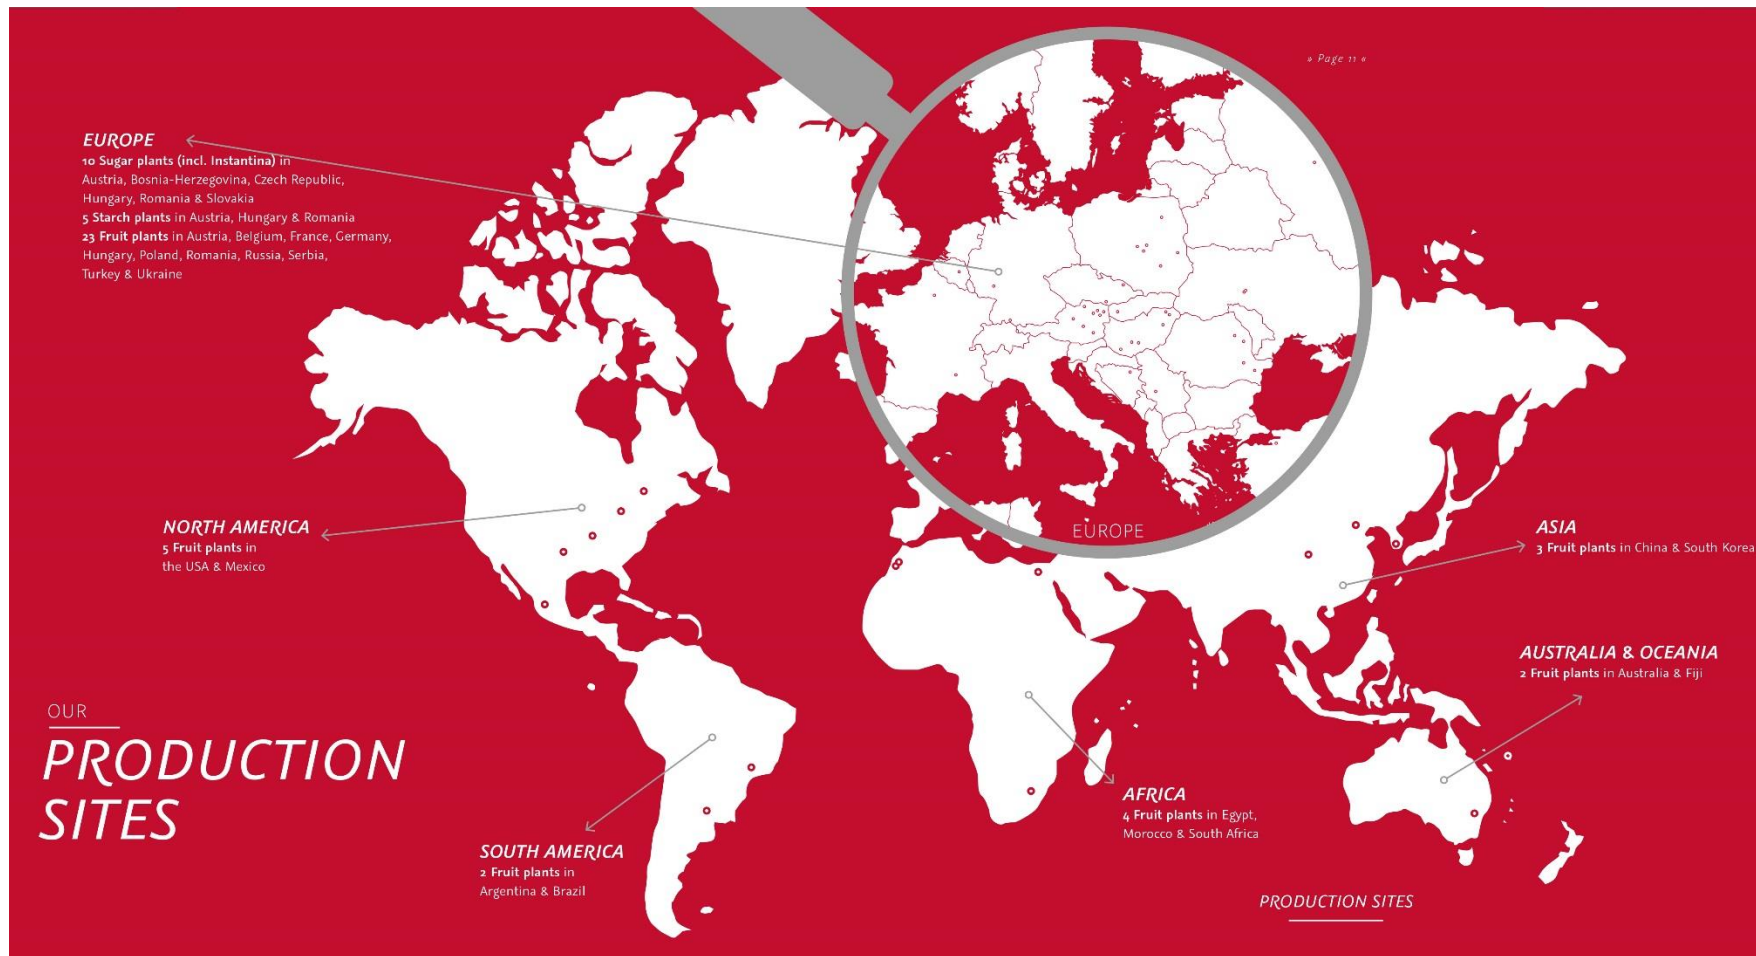 » Page 11 «
EUROPE
10 Sugar plants (incl. Instantina) in
Austria, Bosnia-Herzegovina, Czech Republic,
Hungary, Romania & Slovakia
5 Starch plants in Austria, Hungary & Romania
23 Fruit plants in Austria, Belgium, France, Germany,
Hungary, Poland, Romania, Russia, Serbia,
Turkey & Ukraine
EUROPE
NORTH AMERICA
5 Fruit plants in
the USA & Mexico
ASIA
3 Fruit plants in China & South Korea
AUSTRALIA & OCEANIA
2 Fruit plants in Australia & Fiji
OUR
PRODUCTION
SITES
AFRICA
4 Fruit plants in Egypt,
Morocco & South Africa
SOUTH AMERICA
2 Fruit plants in
Argentina & Brazil
PRODUCTION SITES